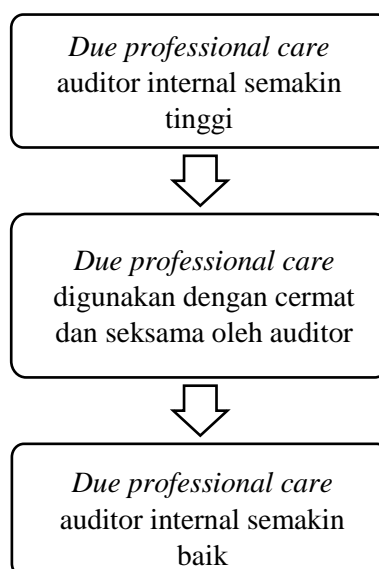 Due professional care
auditor internal semakin
tinggi
Due professional care
digunakan dengan cermat
dan seksama oleh auditor
Due professional care
auditor internal semakin
baik